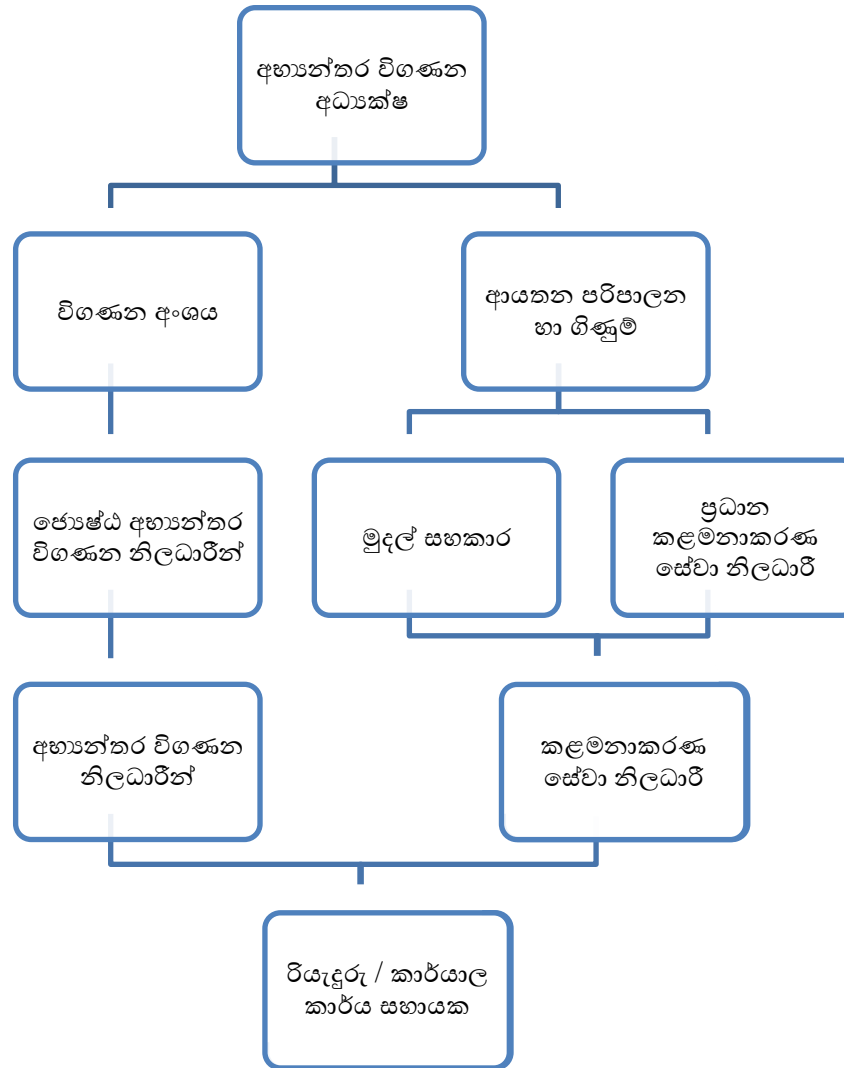 අභ්‍යන්තර විගණන
අධ්‍යක්ෂ
විගණන අංශය
ආයතන පරිපාලන
හා ගිණුම්
ජ්‍යෙෂ්ඨ අභ්‍යන්තර
විගණන නිලධාරීන්
මුදල් සහකාර
ප්‍රධාන
කළමනාකරණ
සේවා නිලධාරී
අභ්‍යන්තර විගණන
නිලධාරීන්
කළමනාකරණ
සේවා නිලධාරී
රියැදුරු / කාර්යාල
කාර්ය සහායක